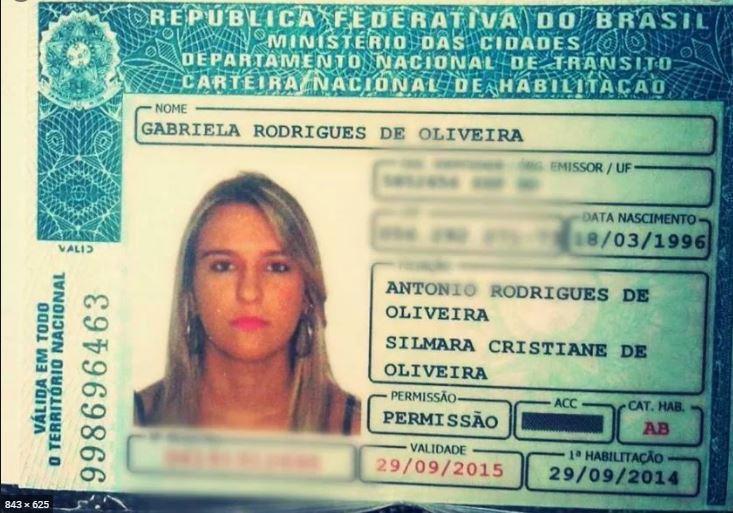 REPÚBLICA FEDERATIVA DO BRASIL
MINISTÉRIO DAS CIDADES
DEPARTAMENTO NACIONAL DE TRÂNSITO
CARTEIRA NACIONAL DE HABILITAÇÃO
NOME
GABRIELA RODRIGUES DE OLIVEIRA
EMISSOR / UF
DATA NASCIMENTO
18/03/1996
ANTONIO RODRIGUES DE
OLIVEIRA
SILMARA CRISTIANE DE
OLIVEIRA
PERMISSÃO
PERMISSÃO
ACC
CAT. HAB.
AB
VALIDADE
29/09/2015
1ª HABILITAÇÃO
29/09/2014
VÁLIDA EM TODO
O TERRITÓRIO NACIONAL
998696463
843 × 625